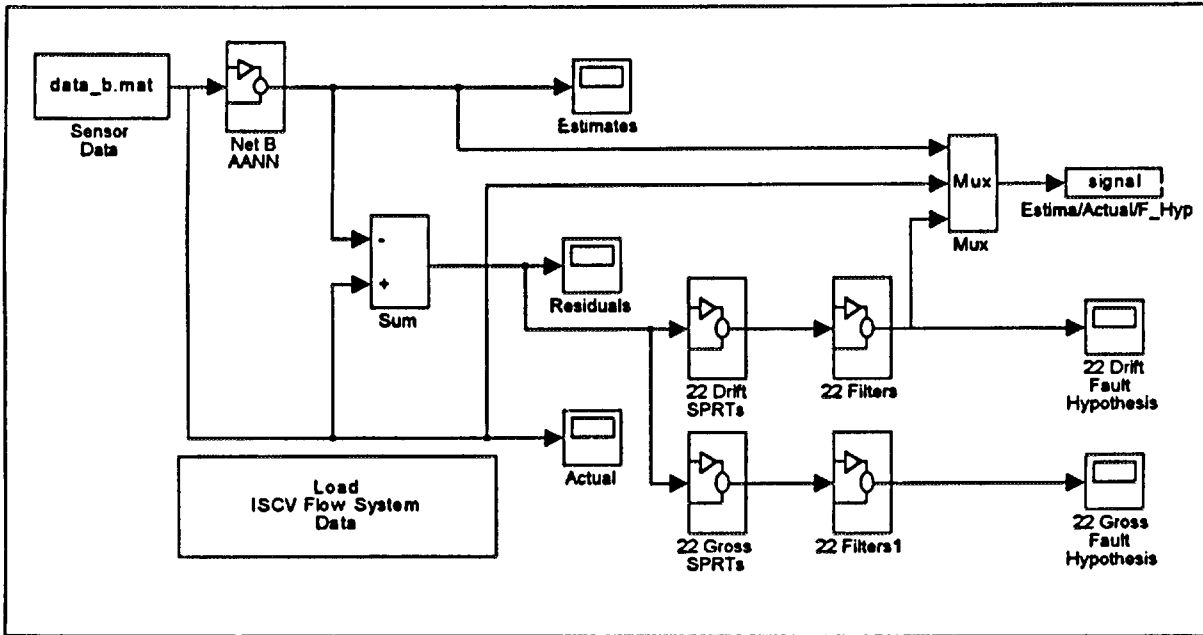 data_b.mat
Sensor
Data
Net B
AANN
Estimates
Mux
signal
Estima/Actual/F_Hyp
Mux
-
+
Sum
Residuals
22 Drift
SPRTs
22 Filters
22 Drift
Fault
Hypothesis
Actual
Load
ISCV Flow System
Data
22 Gross
SPRTs
22 Filters1
22 Gross
Fault
Hypothesis